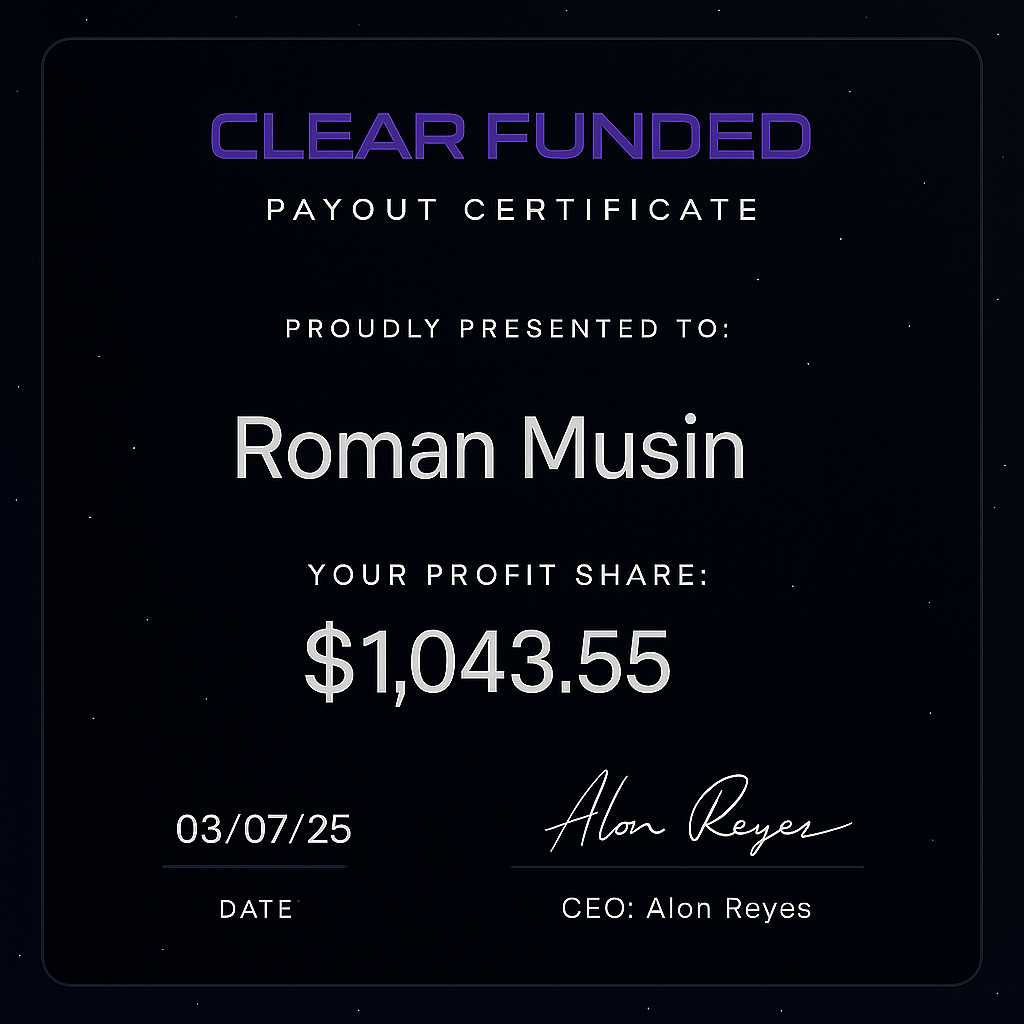 CLEAR FUNDED
PAYOUT CERTIFICATE
PROUDLY PRESENTED TO:
Roman Musin
YOUR PROFIT SHARE:
$1,043.55
03/07/25
DATE
Alon Reyes
CEO: Alon Reyes